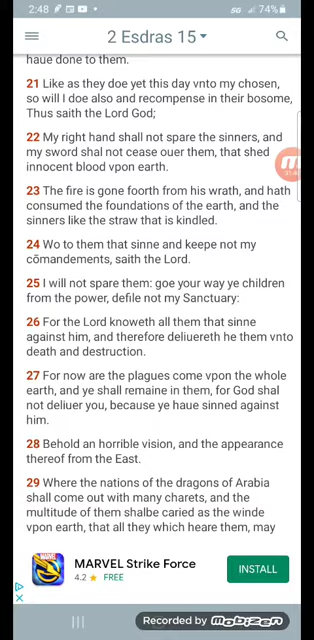 2:48
5G 74%
2 Esdras 15
haue done to them.
21 Like as they doe yet this day vnto my chosen,
so will I doe also and recompense in their bosome,
Thus saith the Lord God;
22 My right hand shall not spare the sinners, and
my sword shal not cease ouer them, that shed
innocent blood vpon earth.
23 The fire is gone foorth from his wrath, and hath
consumed the foundations of the earth, and the
sinners like the straw that is kindled.
24 Wo to them that sinne and keepe not my
cōmandements, saith the Lord.
25 I will not spare them: goe your way ye children
from the power, defile not my Sanctuary:
26 For the Lord knoweth all them that sinne
against him, and therefore deliuereth he them vnto
death and destruction.
27 For now are the plagues come vpon the whole
earth, and ye shall remaine in them, for God shal
not deliuer you, because ye haue sinned against
him.
28 Behold an horrible vision, and the appearance
thereof from the East.
29 Where the nations of the dragons of Arabia
shall come out with many charets, and the
multitude of them shalbe caried as the winde
vpon earth, that all they which heare them, may
MARVEL Strike Force
4.2 ★ FREE
INSTALL
Recorded by Mobizen